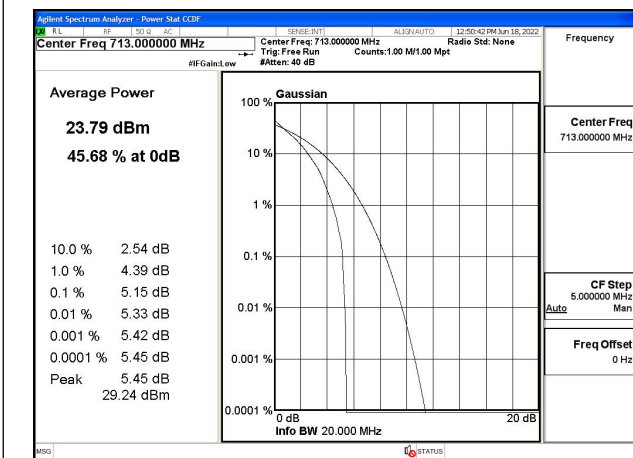 Agilent Spectrum Analyzer - Power Stat CCDF
RL RF 50 Ω AC SENSE:INT ALIGN AUTO 12:50:42 PM Jun 18, 2022
Center Freq 713.000000 MHz
Center Freq: 713.000000 MHz Radio Std: None
Trig: Free Run Counts:1.00 M/1.00 Mpt
#IFGain:Low #Atten: 40 dB
Frequency
Average Power
23.79 dBm
45.68 % at 0dB
10.0 % 2.54 dB
1.0 % 4.39 dB
0.1 % 5.15 dB
0.01 % 5.33 dB
0.001 % 5.42 dB
0.0001 % 5.45 dB
Peak 5.45 dB
29.24 dBm
Gaussian
100 %
10 %
1 %
0.1 %
0.01 %
0.001 %
0.0001 %
0 dB 20 dB
Info BW 20.000 MHz
Center Freq
713.000000 MHz
CF Step
5.000000 MHz
Auto Man
Freq Offset
0 Hz
MSG STATUS